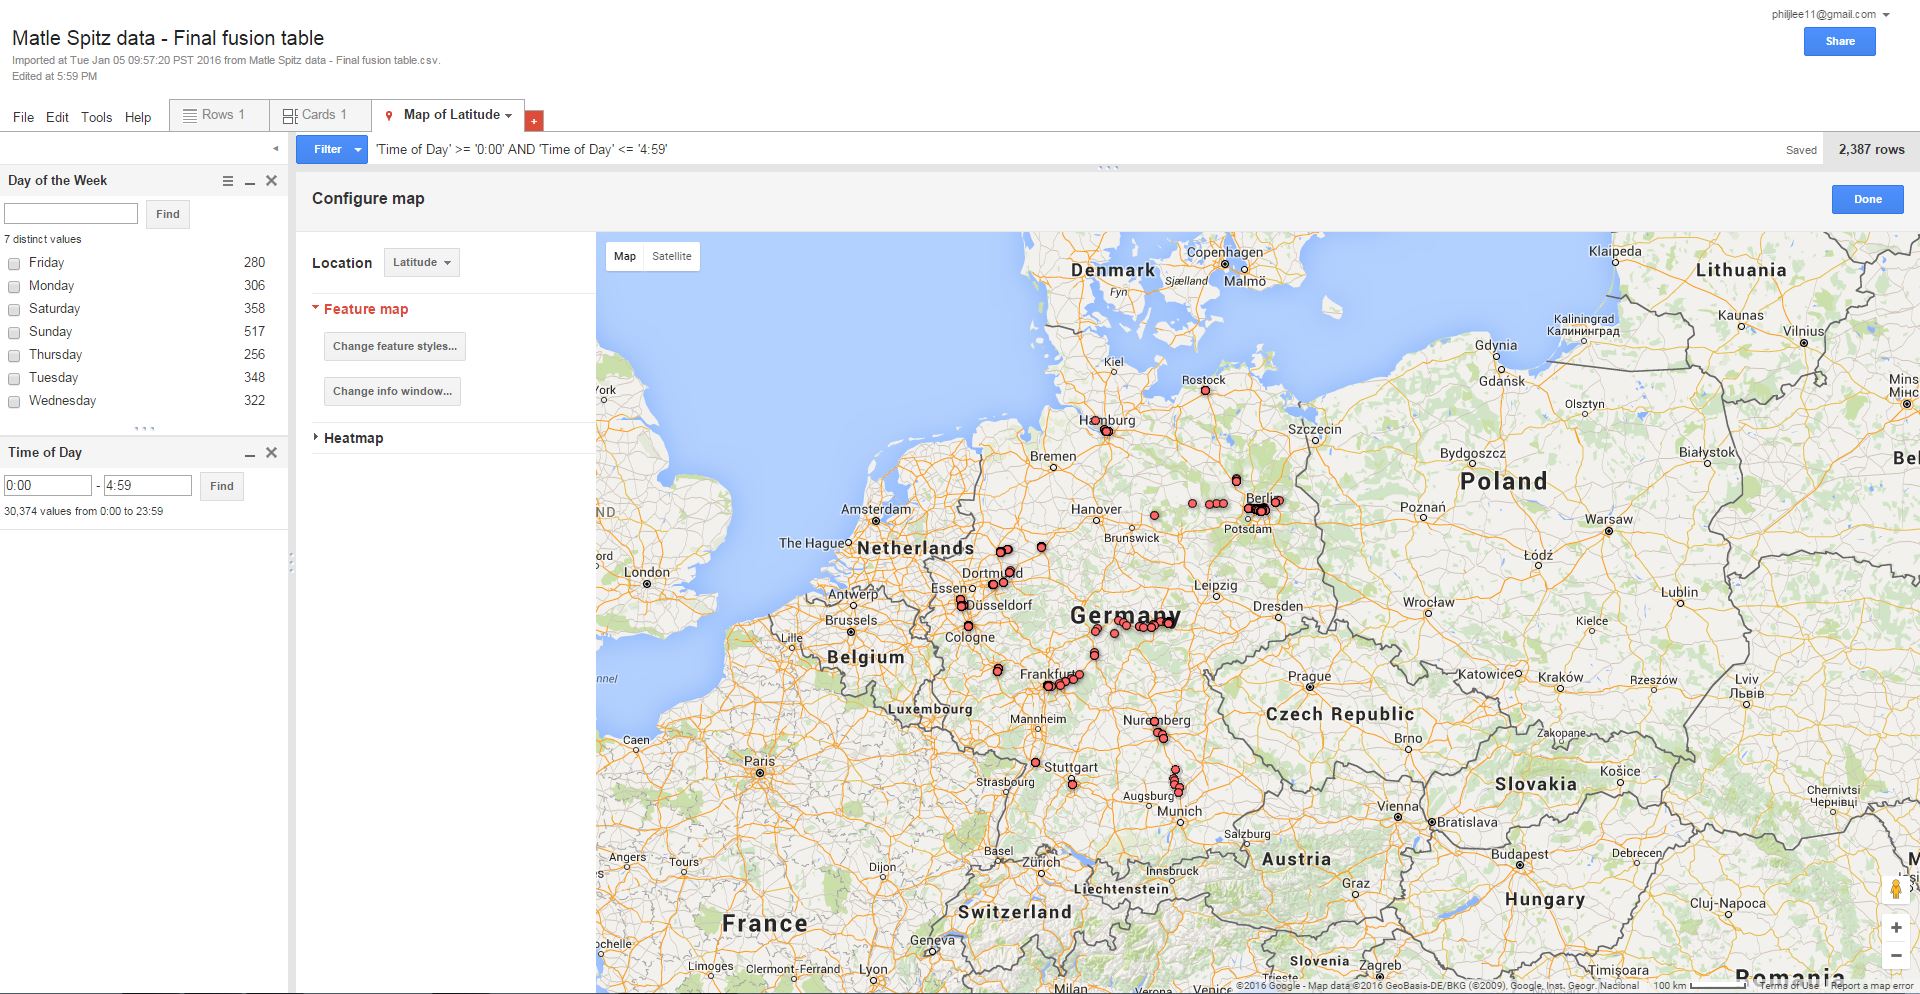 philjlee11@gmail.com
Matle Spitz data - Final fusion table
Share
Imported at Tue Jan 05 09:57:20 PST 2016 from Matle Spitz data - Final fusion table.csv.
Edited at 5:59 PM
File Edit Tools Help
Rows 1
Cards 1
Map of Latitude
+
Filter
'Time of Day' >= '0:00' AND 'Time of Day' <= '4:59'
Saved
2,387 rows
Day of the Week
Find
7 distinct values
Friday 280
Monday 306
Saturday 358
Sunday 517
Thursday 256
Tuesday 348
Wednesday 322
Time of Day
0:00 - 4:59 Find
30,374 values from 0:00 to 23:59
Configure map
Done
Location Latitude
Feature map
Change feature styles...
Change info window...
Heatmap
Map Satellite
Copenhagen
Klaipeda
Denmark
Lithuania
Sjælland
Malmö
Fyn
Kaliningrad
Калининград
Kaunas
Vilnius
Gdynia
Kiel
Gdańsk
Rostock
Mins
Мінс
York
Olsztyn
Hamburg
Szczecin
Białystok
Bremen
Bydgoszcz
Bel
Poland
Berlin
Amsterdam
Hanover
Poznań
Warsaw
ND
Potsdam
Brunswick
The Hague
Netherlands
Łódź
ord
London
Dortmund
Essen
Leipzig
Lublin
Antwerp
Düsseldorf
Dresden
Wrocław
Brussels
Germany
Kielce
Lille
Cologne
Belgium
Frankfurt
Prague
Katowice
Kraków
Rzeszów
Lviv
Львів
nnel
Luxembourg
Mannheim
Nuremberg
Czech Republic
Caen
Brno
Zakopane
Paris
Stuttgart
Strasbourg
Košice
Slovakia
Augsburg
Chernivtsi
Чернівці
Munich
Vienna
Bratislava
Salzburg
Angers
Tours
Basel
Zürich
Austria
Budapest
Debrecen
Dijon
Innsbruck
Liechtenstein
Graz
Hungary
Cluj-Napoca
France
Switzerland
ochelle
Geneva
Limoges
Clermont-Ferrand
Lyon
Slovenia
Zagreb
Timișoara
Romania
Trieste
Milan
Verona
Venice
©2016 Google - Map data ©2016 GeoBasis-DE/BKG (©2009), Google, Inst. Geogr. Nacional
100 km
Terms of Use
Report a map error